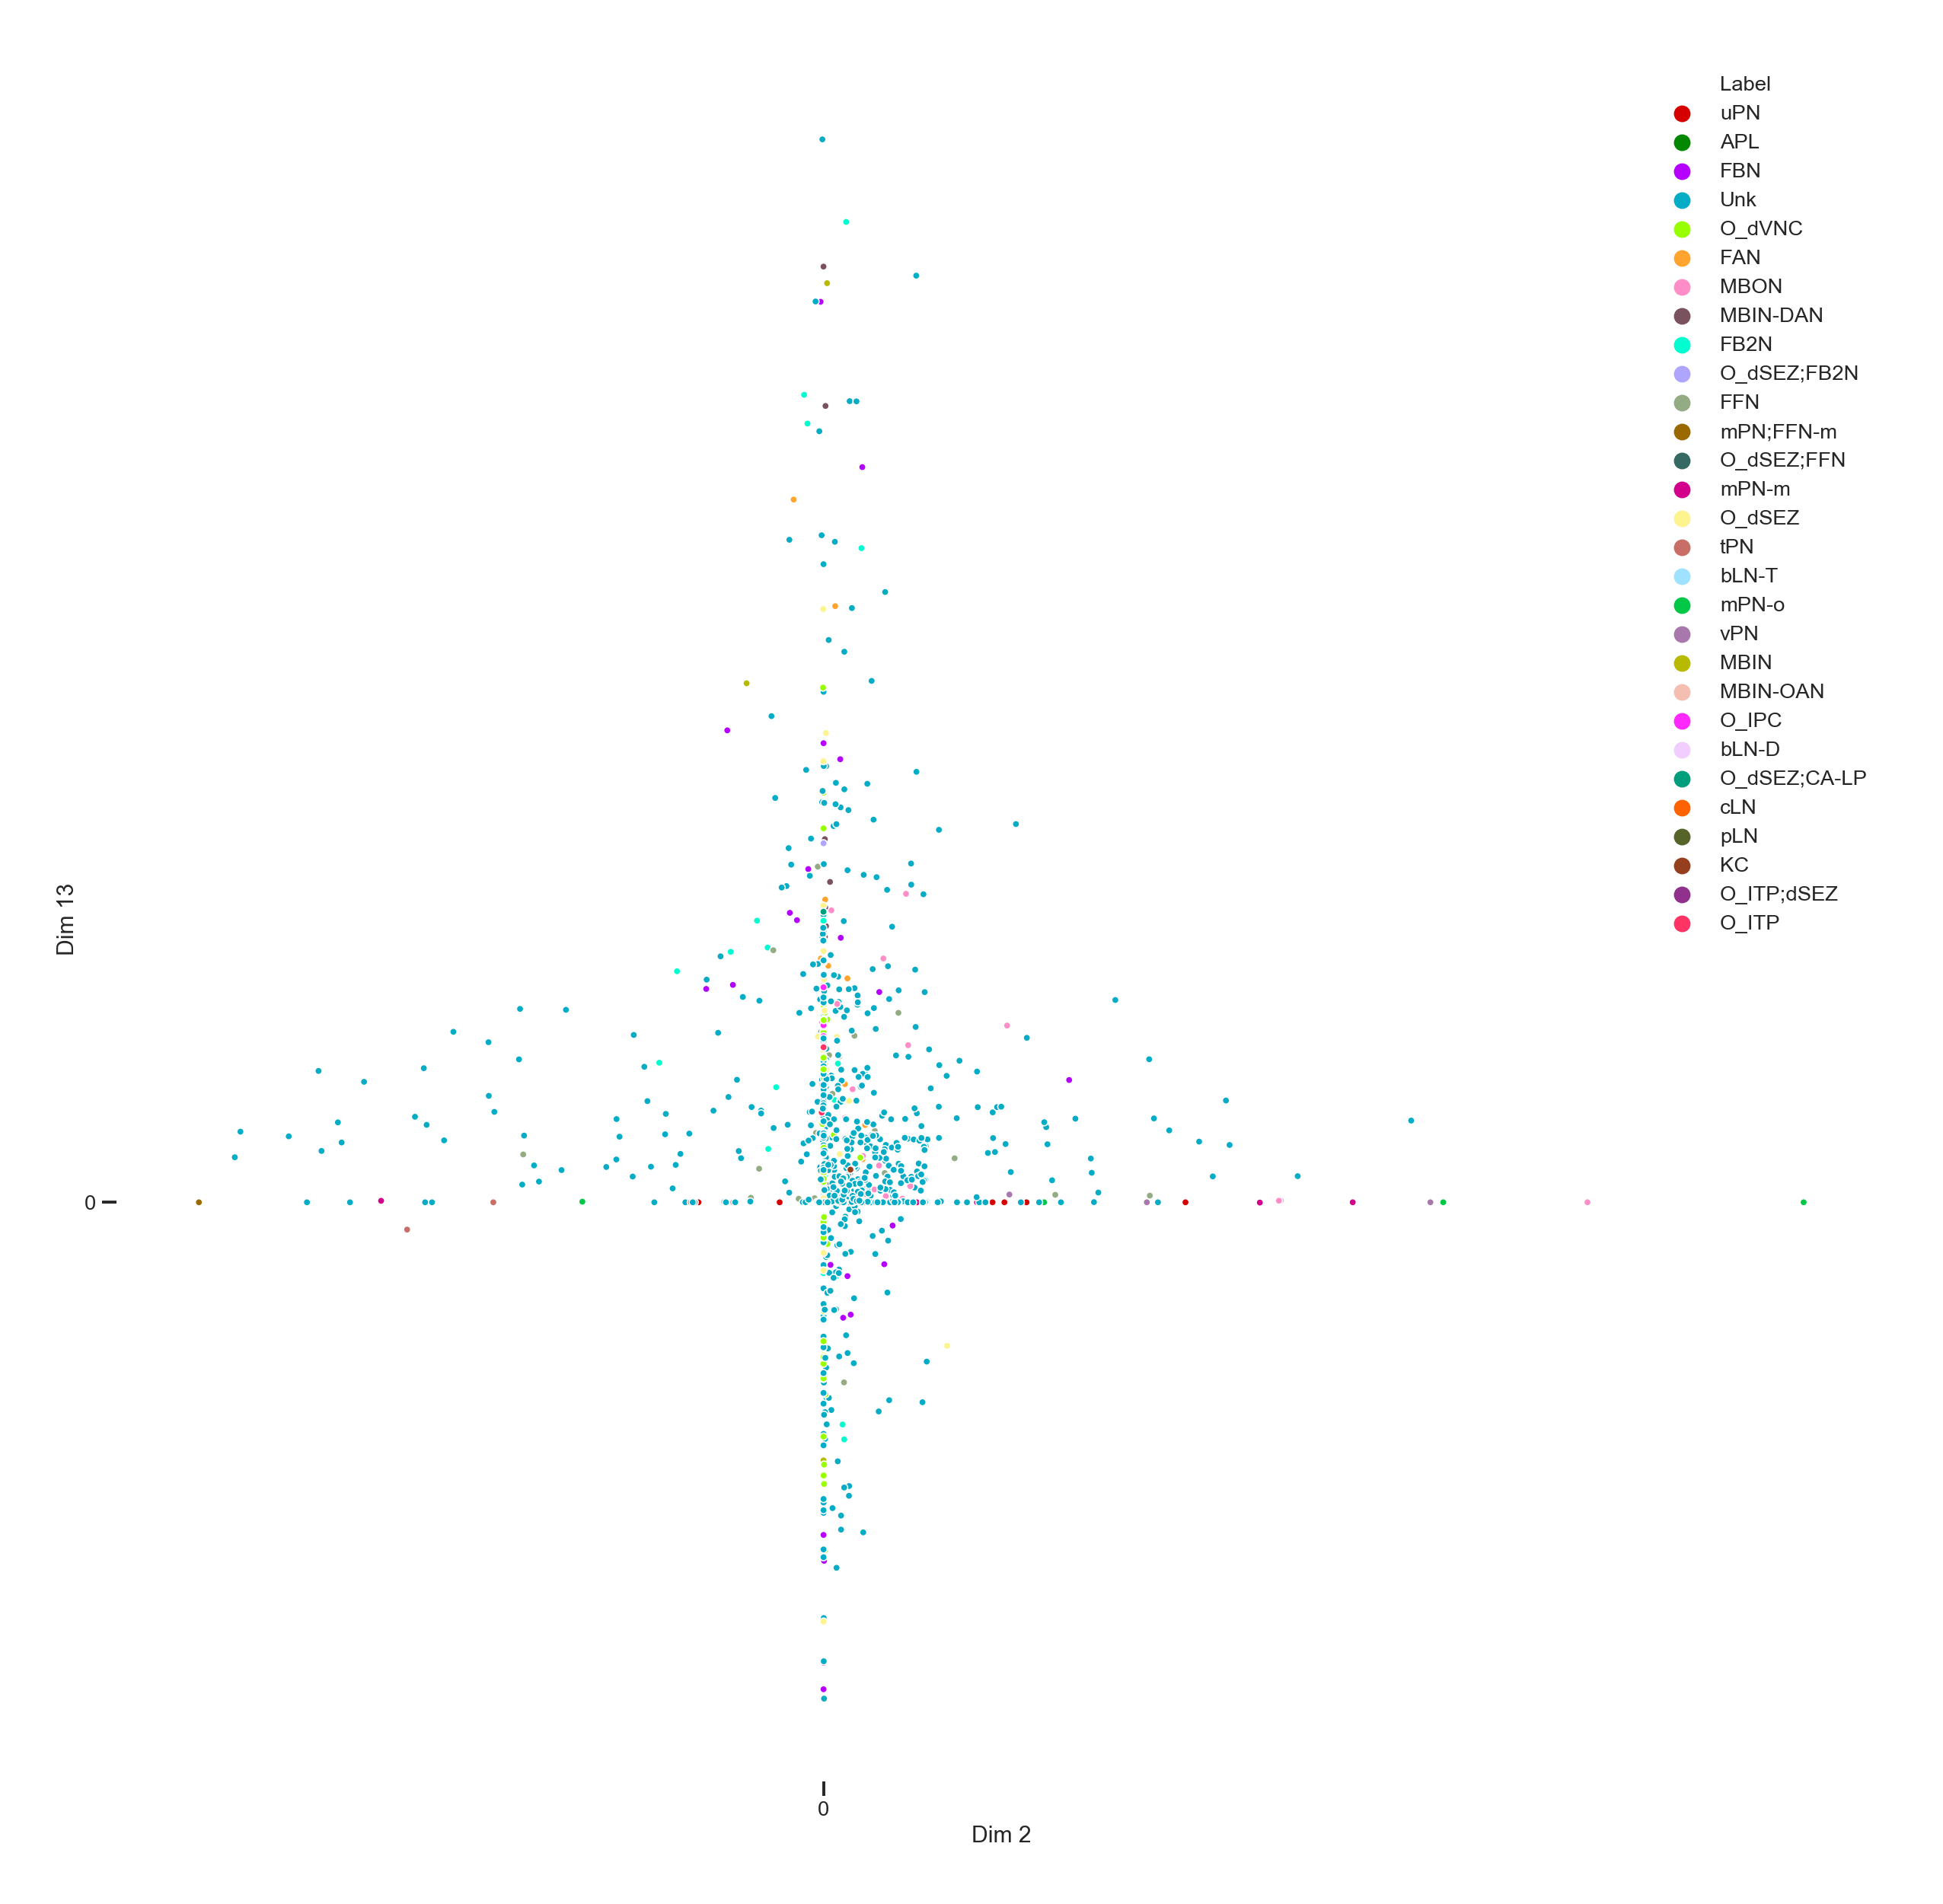 Label
uPN
APL
FBN
Unk
O_dVNC
FAN
MBON
MBIN-DAN
FB2N
O_dSEZ;FB2N
FFN
mPN;FFN-m
O_dSEZ;FFN
mPN-m
O_dSEZ
tPN
bLN-T
mPN-o
vPN
MBIN
MBIN-OAN
O_IPC
bLN-D
O_dSEZ;CA-LP
cLN
pLN
KC
O_ITP;dSEZ
O_ITP
Dim 13
0
0
Dim 2